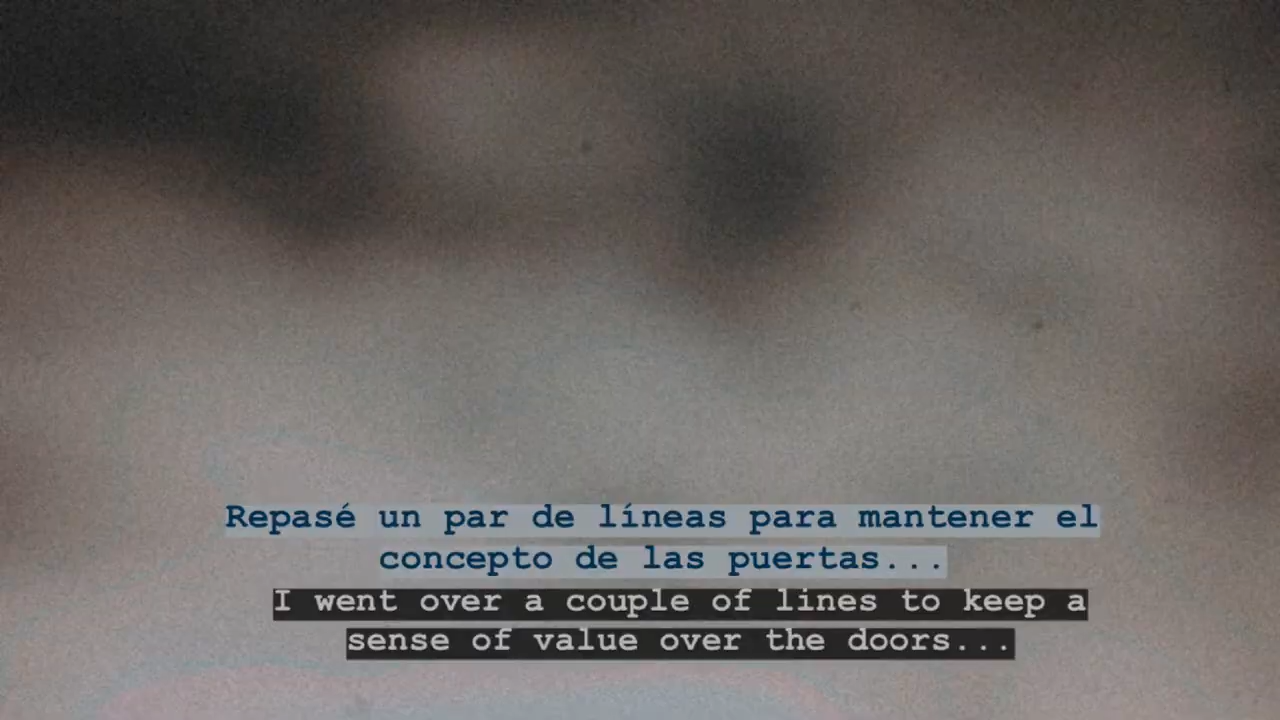 Repasé un par de líneas para mantener el
concepto de las puertas...
I went over a couple of lines to keep a
sense of value over the doors...